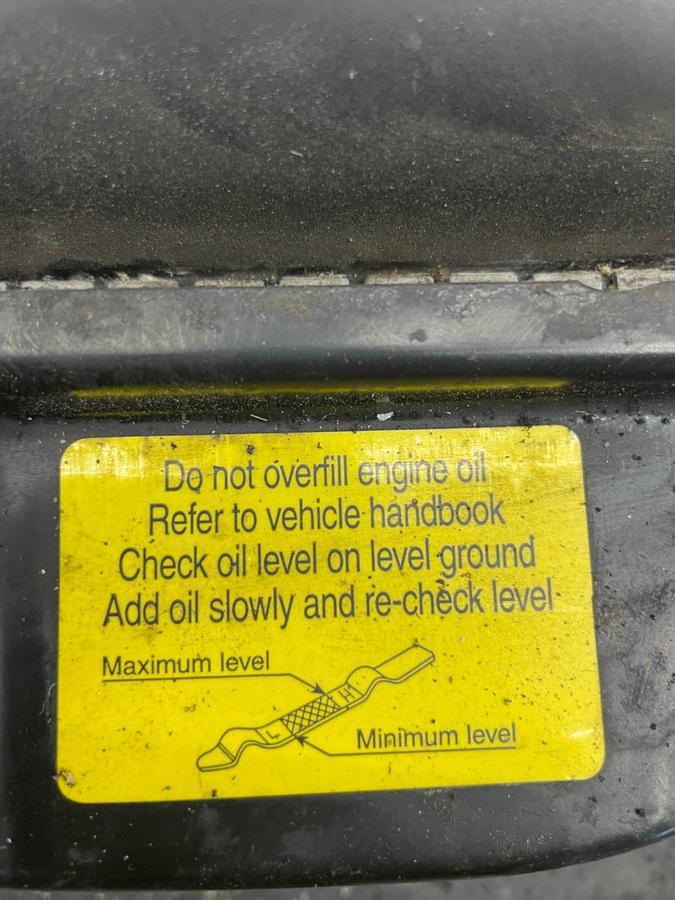 Do not overfill engine oil
Refer to vehicle handbook
Check oil level on level ground
Add oil slowly and re-check level
Maximum level
H
L
Minimum level